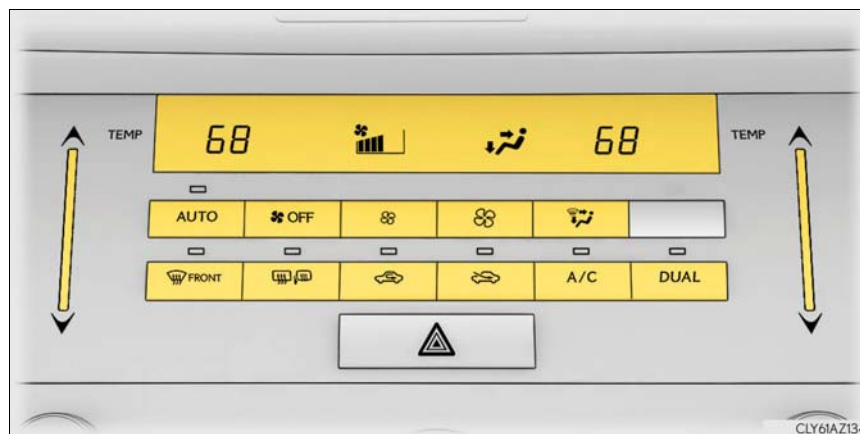 TEMP 68 68 TEMP
AUTO OFF
FRONT A/C DUAL
CLY61AZ13